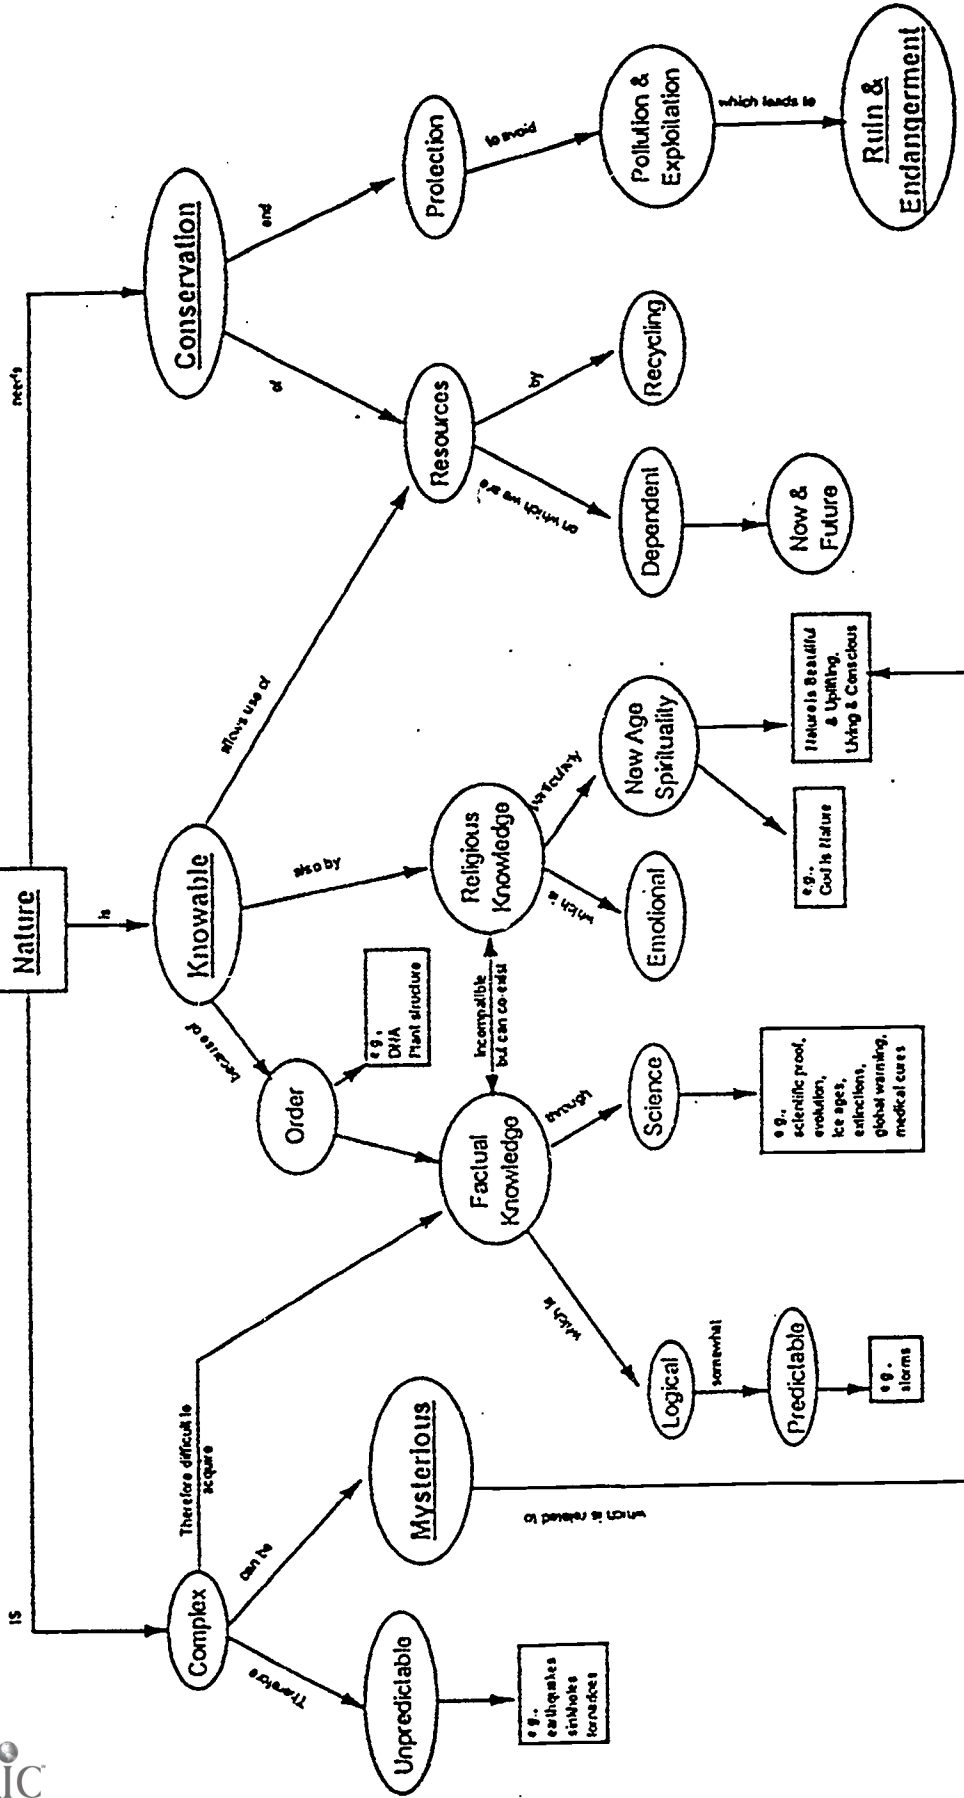 Nature
IS
is
needs
Complex
Therefore difficult to
acquire
can be
Therefore
Unpredictable
e.g.,
earthquakes
sinkholes
tornadoes
Mysterious
which is related to
Knowable
because of
also by
allows use of
Order
e.g.,
DNA
Plant structure
Factual
Knowledge
Incompatible
but can co-exist
Religious
Knowledge
which is
through
Logical
somewhat
Predictable
e.g.
storms
Science
e.g.,
scientific proof,
evolution,
ice ages,
extinctions,
global warming,
medical cures
which is
particularly
Emotional
New Age
Spirituality
e.g.,
God is Nature
Nature is Beautiful
& Uplifting,
Living & Conscious
Conservation
of
and
Resources
on which we are
by
Dependent
Now &
Future
Recycling
Protection
to avoid
Pollution &
Exploitation
which leads to
Ruin &
Endangerment
IC